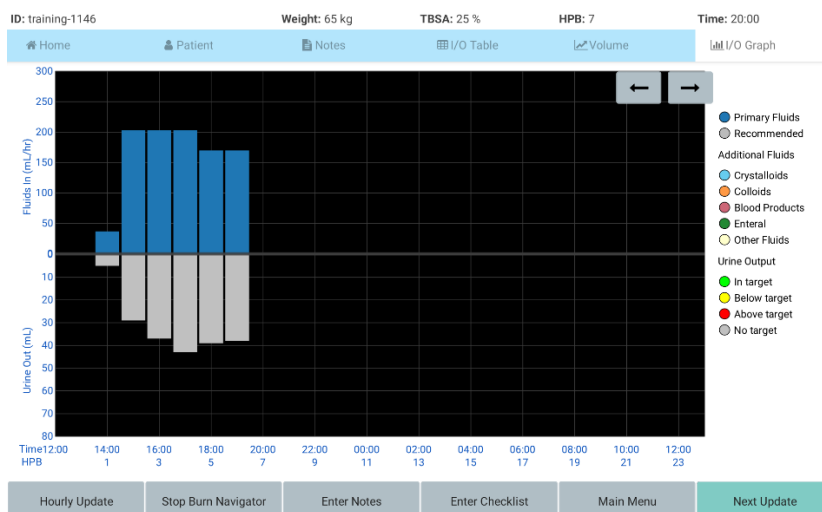 ID: training-1146 Weight: 65 kg TBSA: 25 % HPB: 7 Time: 20:00
Home Patient Notes I/O Table Volume I/O Graph
Fluids In (mL/hr)
300
250
200
150
100
50
0
Urine Out (mL)
10
20
30
40
50
60
70
80
Time 12:00 14:00 16:00 18:00 20:00 22:00 00:00 02:00 04:00 06:00 08:00 10:00 12:00
HPB 1 3 5 7 9 11 13 15 17 19 21 23
Primary Fluids
Recommended
Additional Fluids
Crystalloids
Colloids
Blood Products
Enteral
Other Fluids
Urine Output
In target
Below target
Above target
No target
Hourly Update Stop Burn Navigator Enter Notes Enter Checklist Main Menu Next Update